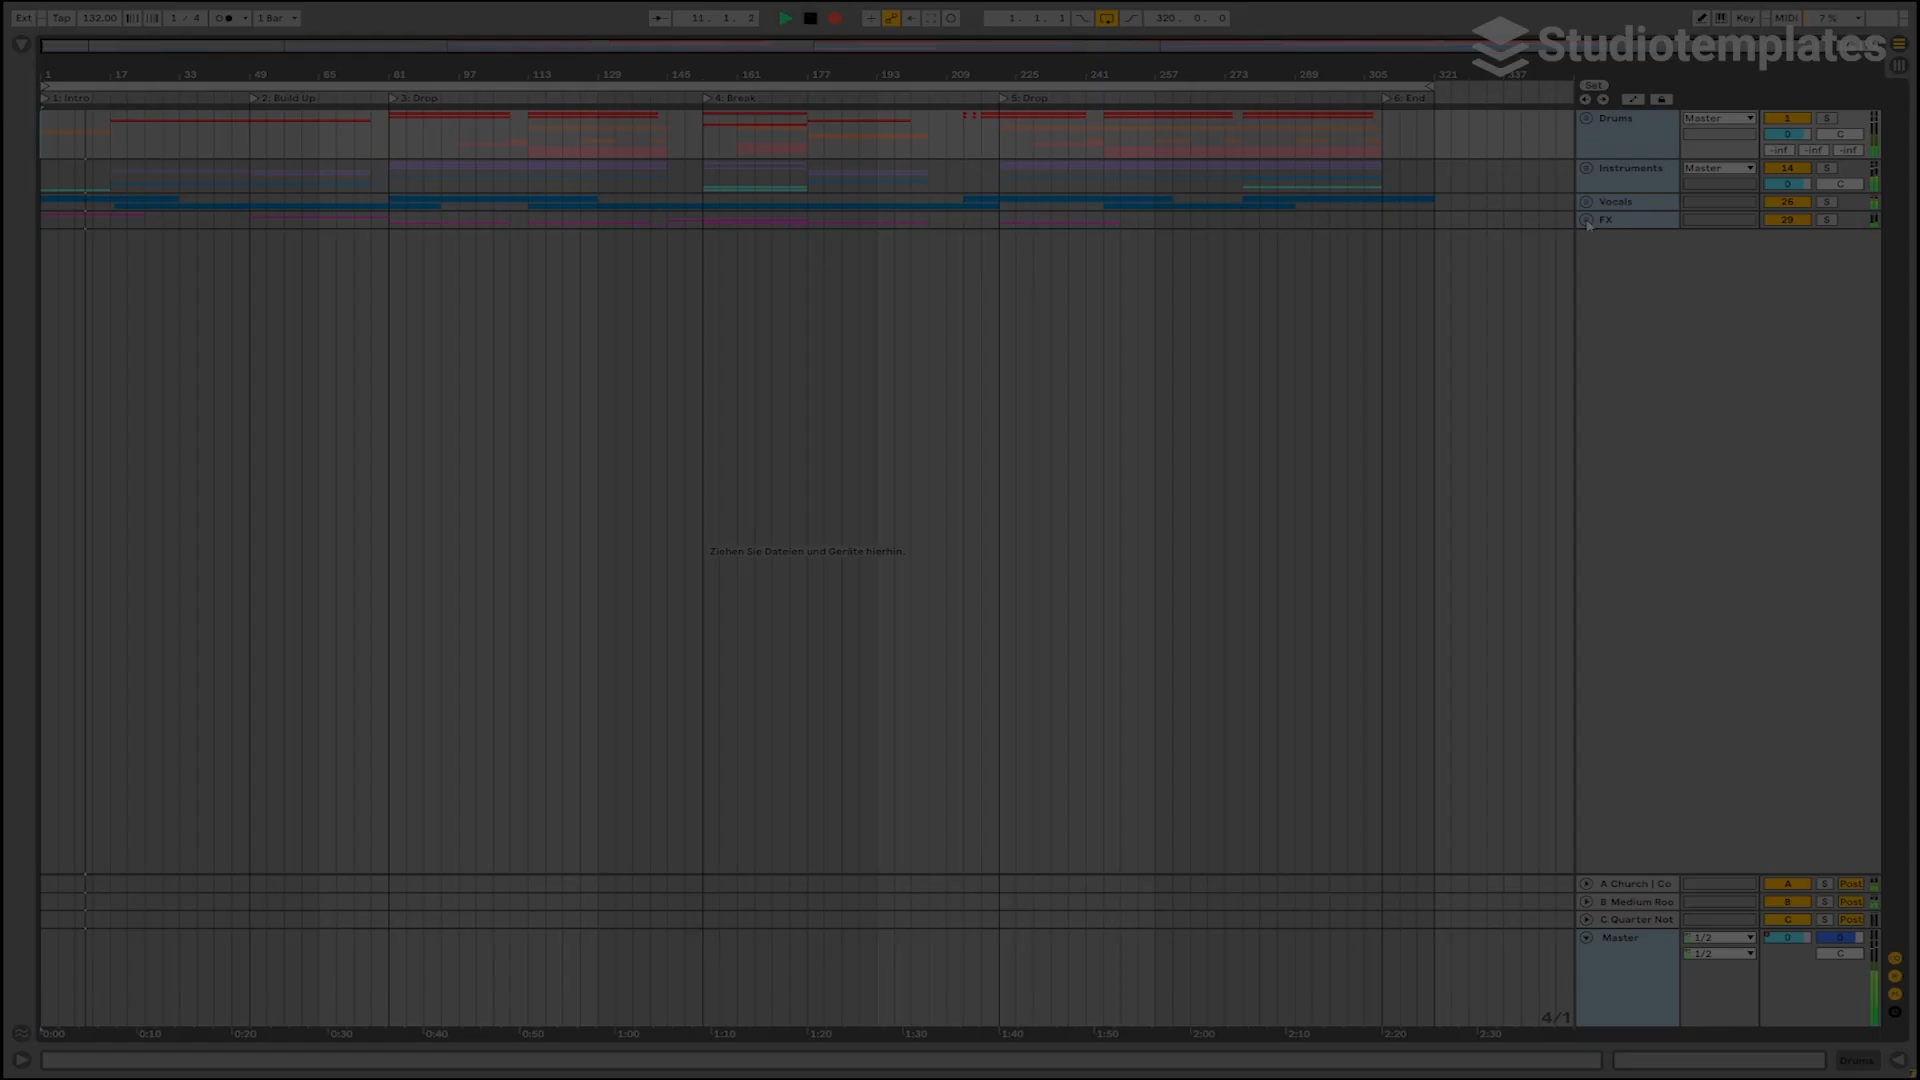 Ext Tap 132.00 1 / 4 1 Bar 11. 1. 2 1. 1. 1 320. 0. 0 Key MIDI 7 %
Studiotemplates
1 17 33 49 65 81 97 113 129 145 161 177 193 209 225 241 257 273 289 305 321 337
Set
1: Intro 2: Build Up 3: Drop 4: Break 5: Drop 6: End
Drums Master 1 S
0 C
-inf -inf -inf
Instruments Master 14 S
0 C
Vocals 26 S
FX 29 S
Ziehen Sie Dateien und Geräte hierhin.
A Church | Co A S Post
B Medium Roo B S Post
C Quarter Not C S Post
Master 1/2 0 0
1/2 C
4/1
0:00 0:10 0:20 0:30 0:40 0:50 1:00 1:10 1:20 1:30 1:40 1:50 2:00 2:10 2:20 2:30
Drums